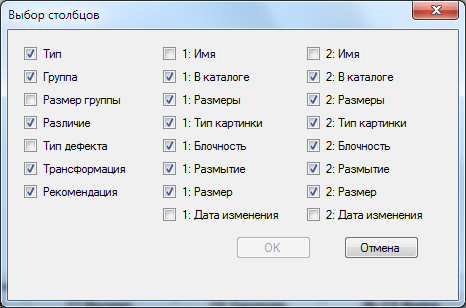 Выбор столбцов
Тип
1: Имя
2: Имя
Группа
1: В каталоге
2: В каталоге
Размер группы
1: Размеры
2: Размеры
Различие
1: Тип картинки
2: Тип картинки
Тип дефекта
1: Блочность
2: Блочность
Трансформация
1: Размытие
2: Размытие
Рекомендация
1: Размер
2: Размер
1: Дата изменения
2: Дата изменения
OK
Отмена